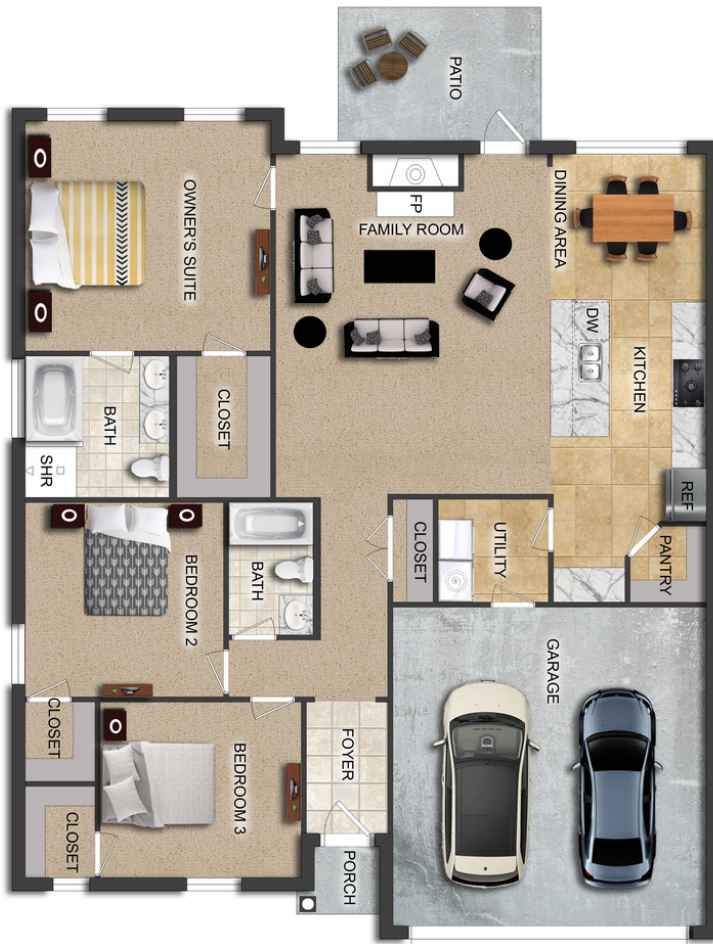 PATIO
OWNER'S SUITE
FP
FAMILY ROOM
DINING AREA
DW
KITCHEN
CLOSET
BATH
SHR
REF
BEDROOM 2
BATH
CLOSET
UTILITY
PANTRY
GARAGE
CLOSET
FOYER
BEDROOM 3
CLOSET
PORCH